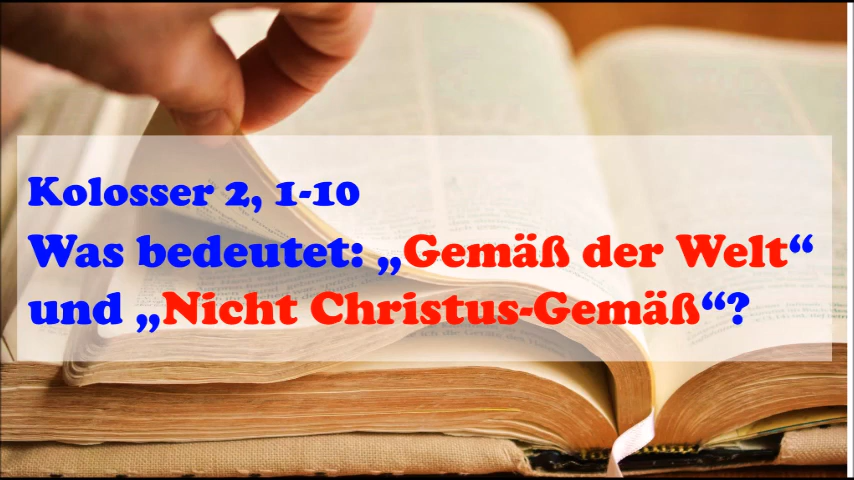 Kolosser 2, 1-10
Was bedeutet: „Gemäß der Welt“
und „Nicht Christus-Gemäß“?